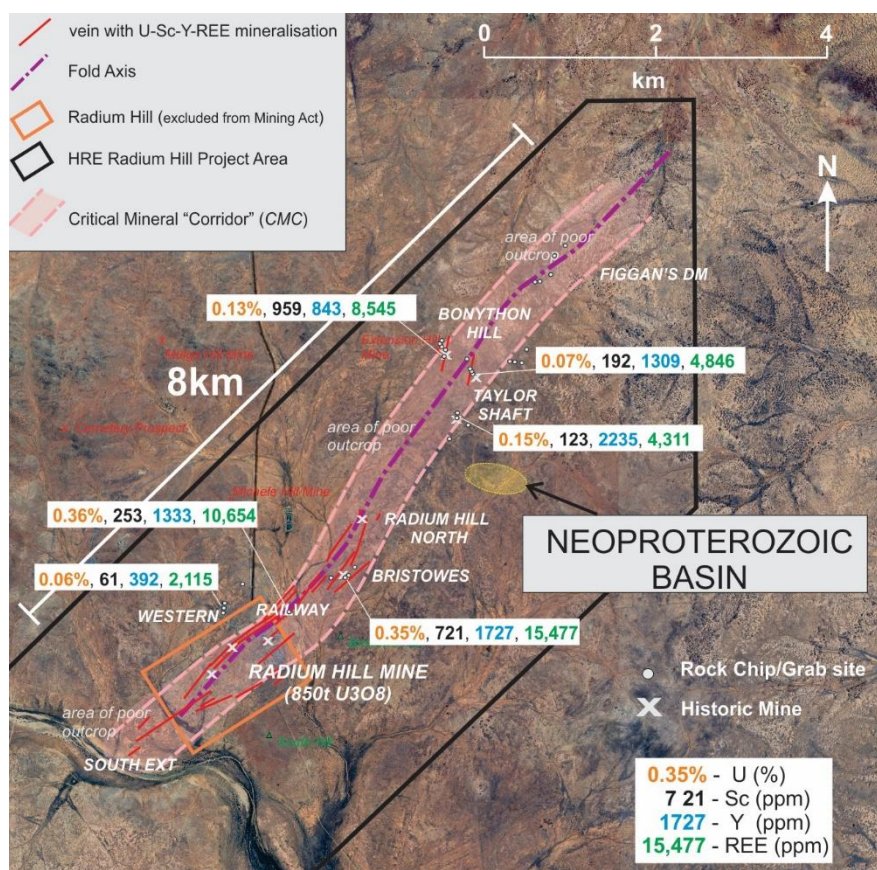 vein with U-Sc-Y-REE mineralisation
Fold Axis
Radium Hill (excluded from Mining Act)
HRE Radium Hill Project Area
Critical Mineral "Corridor" (CMC)
0 2 4
km
N
area of poor
outcrop
FIGGAN'S DM
0.13%, 959, 843, 8,545
BONYTHON
HILL
Mine
8km
0.07%, 192, 1309, 4,846
TAYLOR
SHAFT
area of poor
outcrop
0.15%, 123, 2235, 4,311
Prospect
Michele Hill Mine
0.36%, 253, 1333, 10,654
RADIUM HILL
NORTH
NEOPROTEROZOIC
BASIN
0.06%, 61, 392, 2,115
BRISTOWES
WESTERN
RAILWAY
0.35%, 721, 1727, 15,477
RADIUM HILL MINE
(850t U3O8)
Rock Chip/Grab site
Historic Mine
area of poor
outcrop
SOUTH EXT
0.35% - U (%)
7 21 - Sc (ppm)
1727 - Y (ppm)
15,477 - REE (ppm)